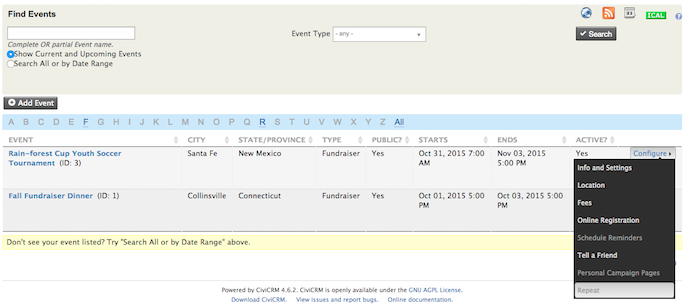 Find Events
ICAL
Event Type - any -
Search
Complete OR partial Event name.
Show Current and Upcoming Events
Search All or by Date Range
Add Event
A B C D E F G H I J K L M N O P Q R S T U V W X Y Z All
EVENT CITY STATE/PROVINCE TYPE PUBLIC? STARTS ENDS ACTIVE?
Rain-forest Cup Youth Soccer Santa Fe New Mexico Fundraiser Yes Oct 31, 2015 7:00 Nov 03, 2015 Yes Configure
Tournament (ID: 3) AM 5:00 PM
Info and Settings
Location
Fall Fundraiser Dinner (ID: 1) Collinsville Connecticut Fundraiser Yes Oct 01, 2015 5:00 Oct 03, 2015 5:00
PM PM
Fees
Online Registration
Schedule Reminders
Tell a Friend
Personal Campaign Pages
Repeat
Don't see your event listed? Try "Search All or by Date Range" above.
Powered by CiviCRM 4.6.2. CiviCRM is openly available under the GNU AGPL License.
Download CiviCRM. View issues and report bugs. Online documentation.